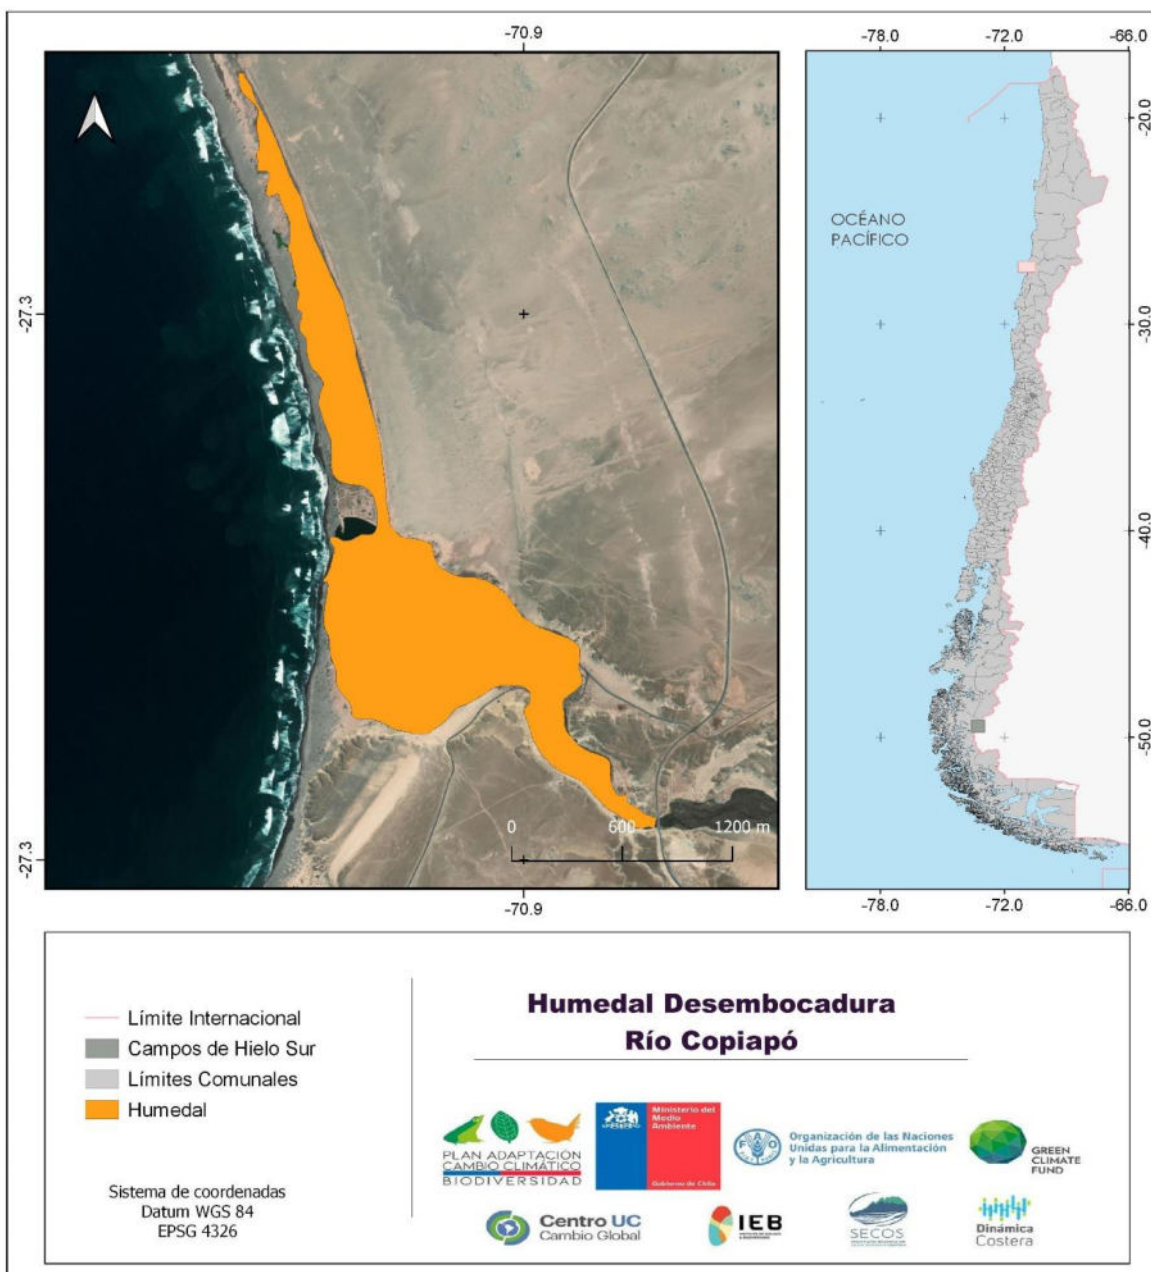 -70.9
-78.0
-72.0
-66.0
-27.3
-27.3
0
600
1200 m
-70.9
OCÉANO
PACÍFICO
-20.0
-30.0
-40.0
-50.0
-78.0
-72.0
-66.0
Límite Internacional
Campos de Hielo Sur
Límites Comunales
Humedal
Sistema de coordenadas
Datum WGS 84
EPSG 4326
Humedal Desembocadura
Río Copiapó
PLAN ADAPTACIÓN
CAMBIO CLIMÁTICO
BIODIVERSIDAD
Ministerio del
Medio
Ambiente
Gobierno de Chile
FAO
Organización de las Naciones
Unidas para la Alimentación
y la Agricultura
GREEN
CLIMATE
FUND
Centro UC
Cambio Global
IEB
SECOS
Dinámica
Costera